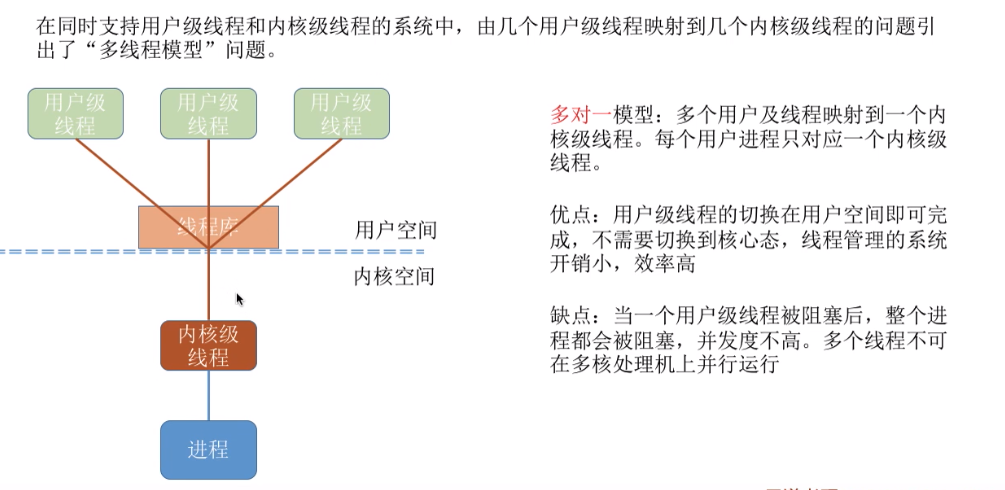 在同时支持用户级线程和内核级线程的系统中，由几个用户级线程映射到几个内核级线程的问题引
出了“多线程模型”问题。
用户级
线程
用户级
线程
用户级
线程
多对一模型：多个用户及线程映射到一个内
核级线程。每个用户进程只对应一个内核级
线程。
线程库
用户空间
内核空间
优点：用户级线程的切换在用户空间即可完
成，不需要切换到核心态，线程管理的系统
开销小，效率高
内核级
线程
缺点：当一个用户级线程被阻塞后，整个进
程都会被阻塞，并发度不高。多个线程不可
在多核处理机上并行运行
进程